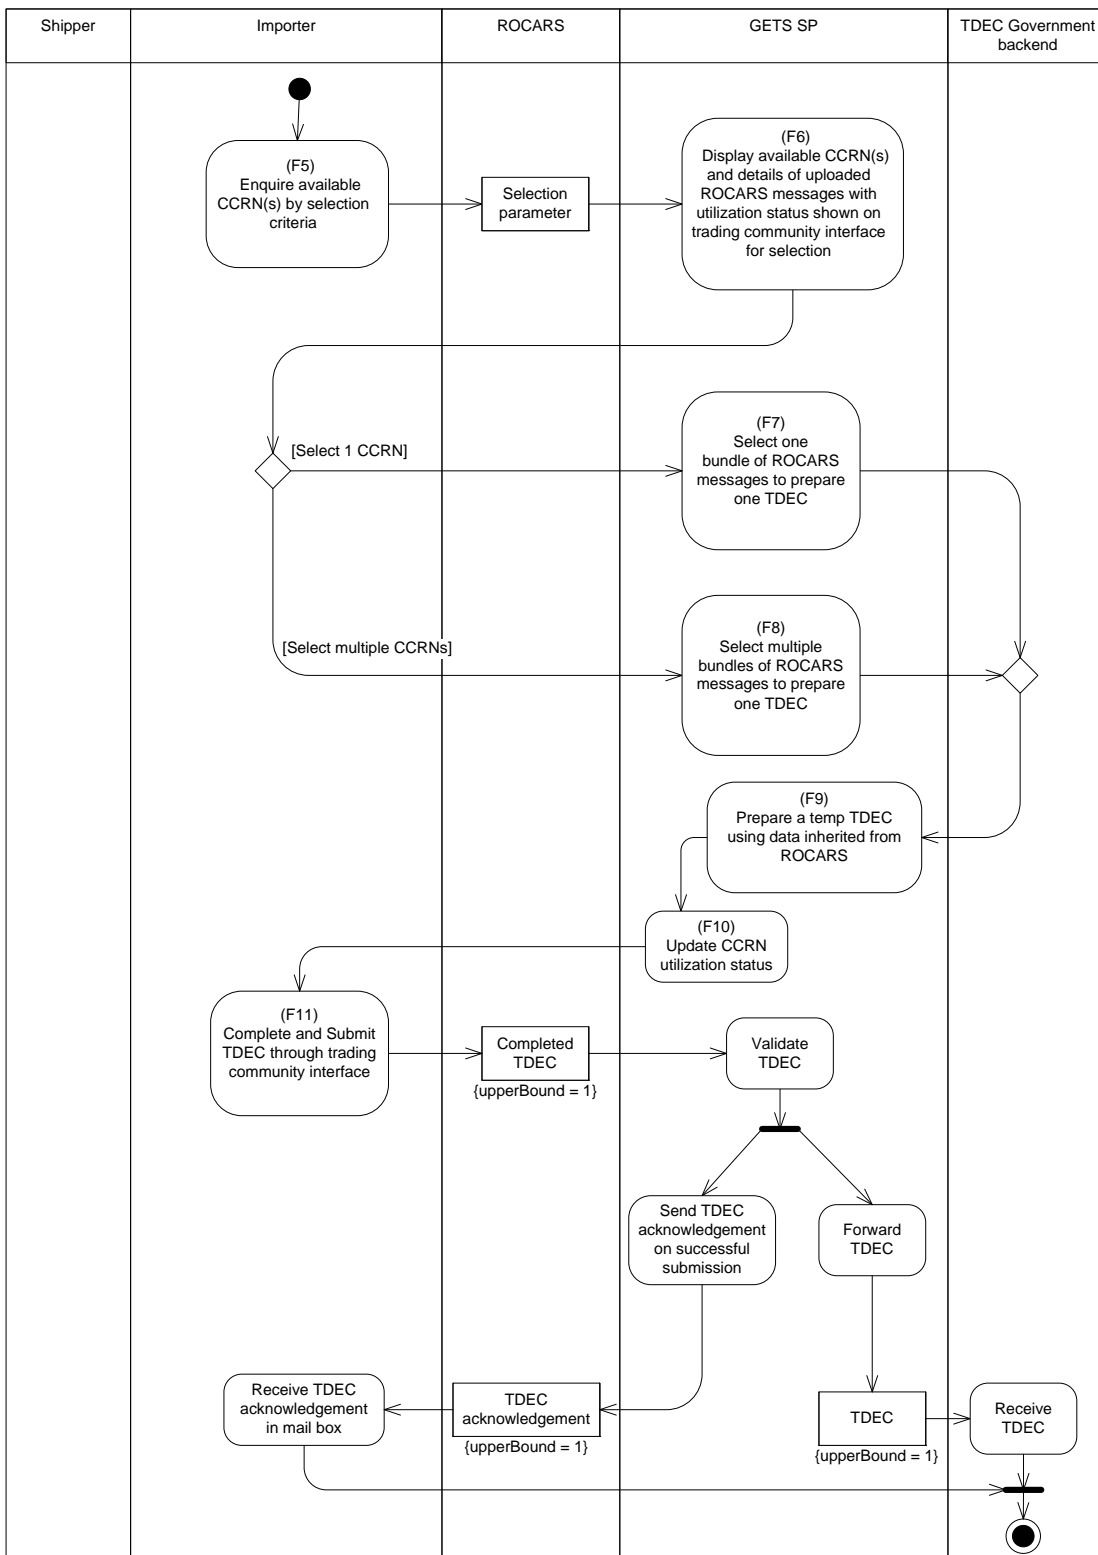 Shipper
Importer
ROCARS
GETS SP
TDEC Government
backend
(F5)
Enquire available
CCRN(s) by selection
criteria
Selection
parameter
(F6)
Display available CCRN(s)
and details of uploaded
ROCARS messages with
utilization status shown on
trading community interface
for selection
[Select 1 CCRN]
(F7)
Select one
bundle of ROCARS
messages to prepare
one TDEC
[Select multiple CCRNs]
(F8)
Select multiple
bundles of ROCARS
messages to prepare
one TDEC
(F9)
Prepare a temp TDEC
using data inherited from
ROCARS
(F10)
Update CCRN
utilization status
(F11)
Complete and Submit
TDEC through trading
community interface
Completed
TDEC
{upperBound = 1}
Validate
TDEC
Send TDEC
acknowledgement
on successful
submission
Forward
TDEC
Receive TDEC
acknowledgement
in mail box
TDEC
acknowledgement
{upperBound = 1}
TDEC
{upperBound = 1}
Receive
TDEC